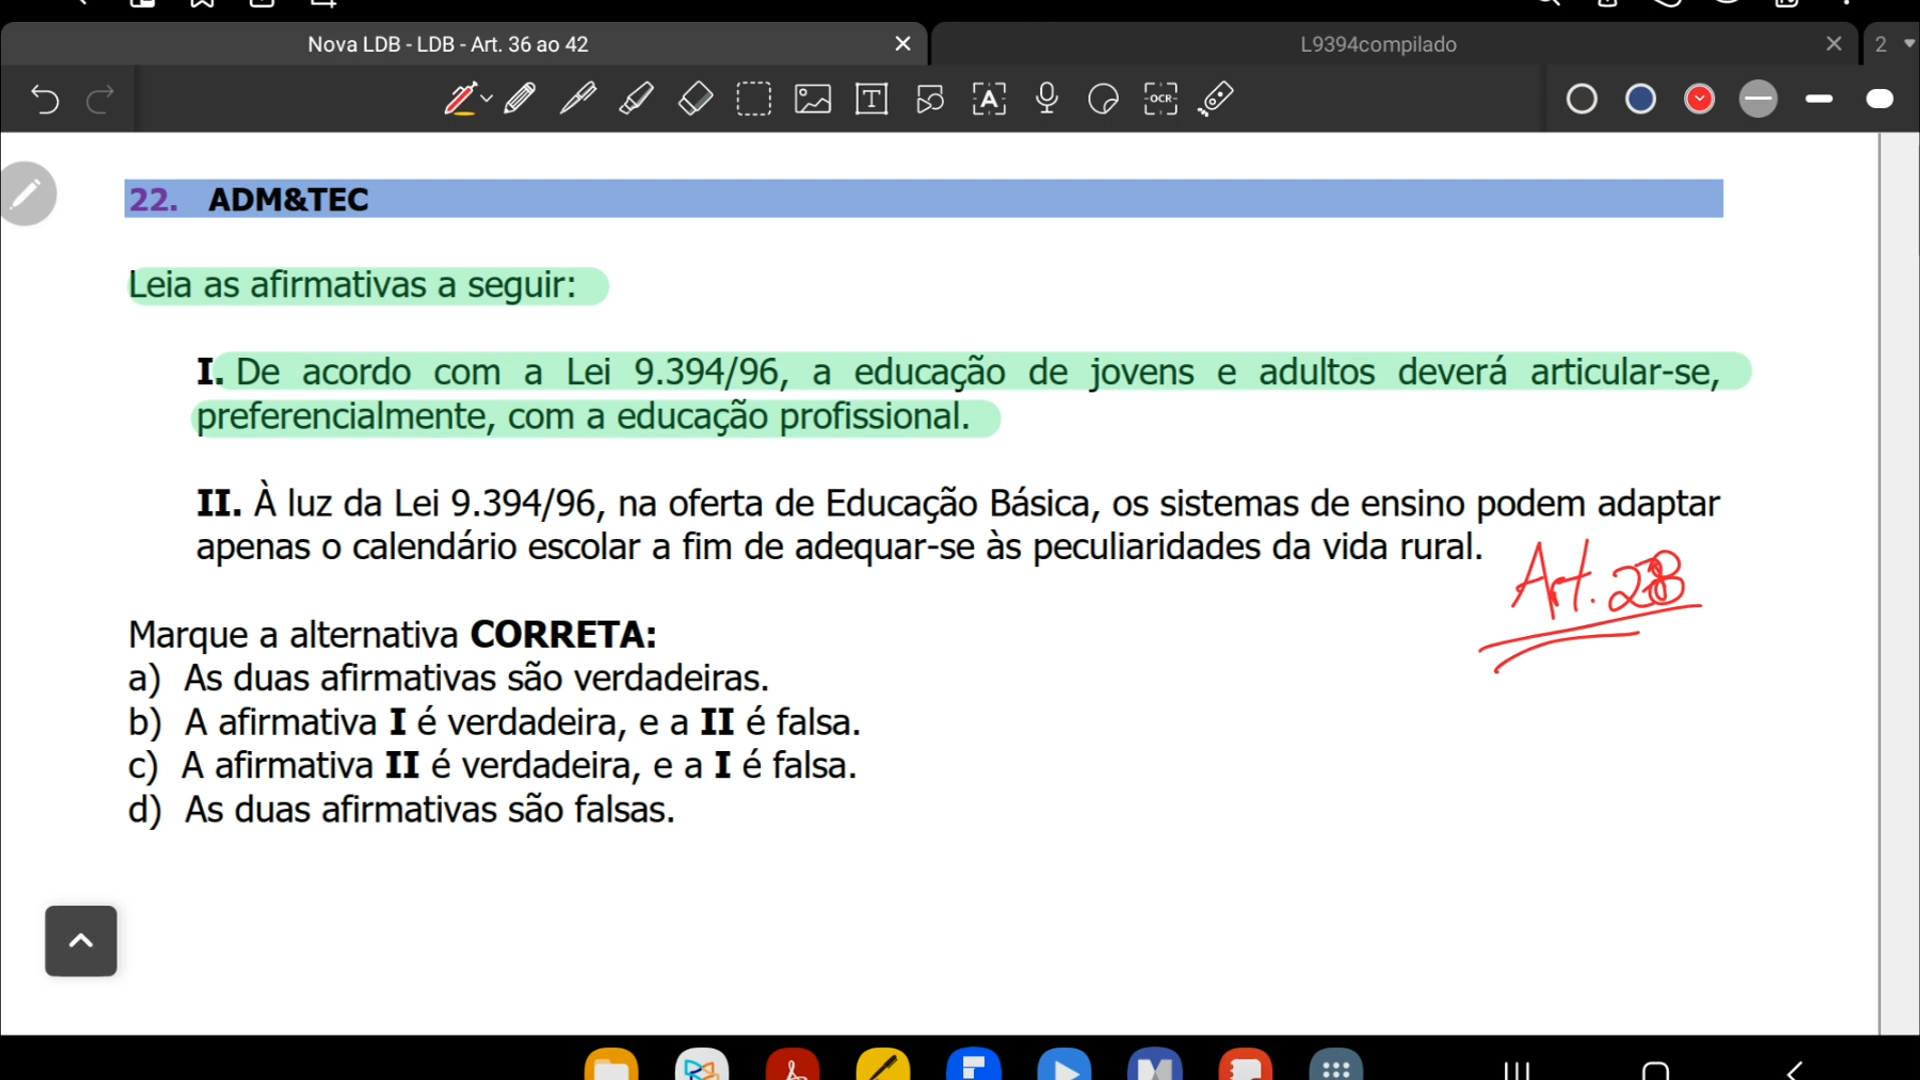 Nova LDB - LDB - Art. 36 ao 42
L9394compilado
2
T
A
OCR
22. ADM&TEC
Leia as afirmativas a seguir:
I. De acordo com a Lei 9.394/96, a educação de jovens e adultos deverá articular-se,
preferencialmente, com a educação profissional.
II. À luz da Lei 9.394/96, na oferta de Educação Básica, os sistemas de ensino podem adaptar
apenas o calendário escolar a fim de adequar-se às peculiaridades da vida rural.
Art. 28
Marque a alternativa CORRETA:
a) As duas afirmativas são verdadeiras.
b) A afirmativa I é verdadeira, e a II é falsa.
c) A afirmativa II é verdadeira, e a I é falsa.
d) As duas afirmativas são falsas.